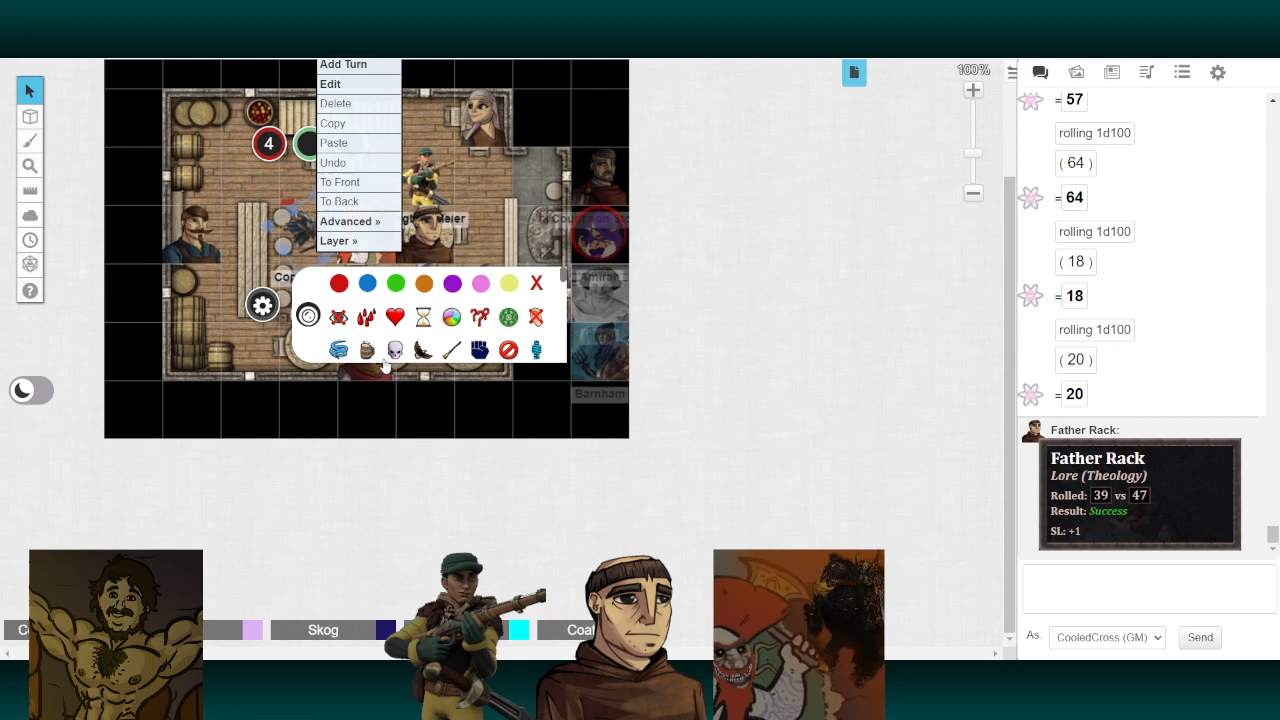 Add Turn
Edit
Delete
Copy
Paste
Undo
To Front
To Back
Advanced »
Layer »
4
X
100%
= 57
rolling 1d100
( 64 )
= 64
rolling 1d100
( 18 )
= 18
rolling 1d100
( 20 )
= 20
Father Rack:
Father Rack
Lore (Theology)
Rolled: 39 vs 47
Result: Success
SL: +1
Amirah
Barnham
Skog
As: CooledCross (GM)
Send